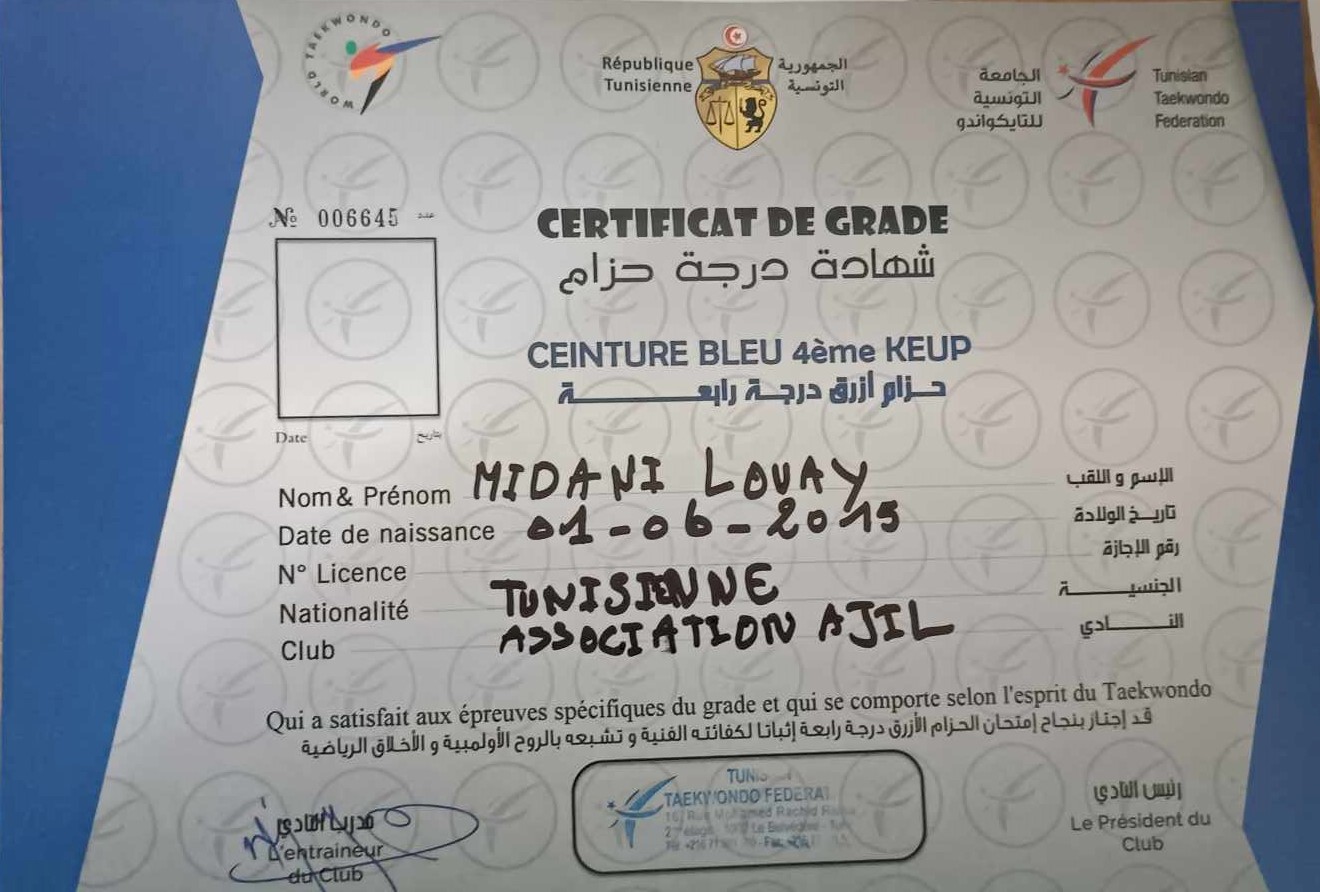 WORLD TAEKWONDO
République
Tunisienne
الجمهورية
التونسية
الجامعة
التونسية
للتايكواندو
Tunisian
Taekwondo
Federation
№ 006645 عدد
CERTIFICAT DE GRADE
شهادة درجة حزام
CEINTURE BLEU 4ème KEUP
حزام أزرق درجة رابعة
Date تاريخ
Nom & Prénom MIDANI LOUAY الإسم و اللقب
Date de naissance 01-06-2015 تاريخ الولادة
N° Licence رقم الإجازة
Nationalité TUNISIENNE الجنسية
Club ASSOCIATION AJIL النادي
Qui a satisfait aux épreuves spécifiques du grade et qui se comporte selon l'esprit du Taekwondo
قد إجتاز بنجاح إمتحان الحزام الأزرق درجة رابعة إثباتا لكفائته الفنية و تشبعه بالروح الأولمبية و الأخلاق الرياضية
مدرب النادي
L'entraineur
du Club
TAEKWONDO
رئيس النادي
Le Président du
Club